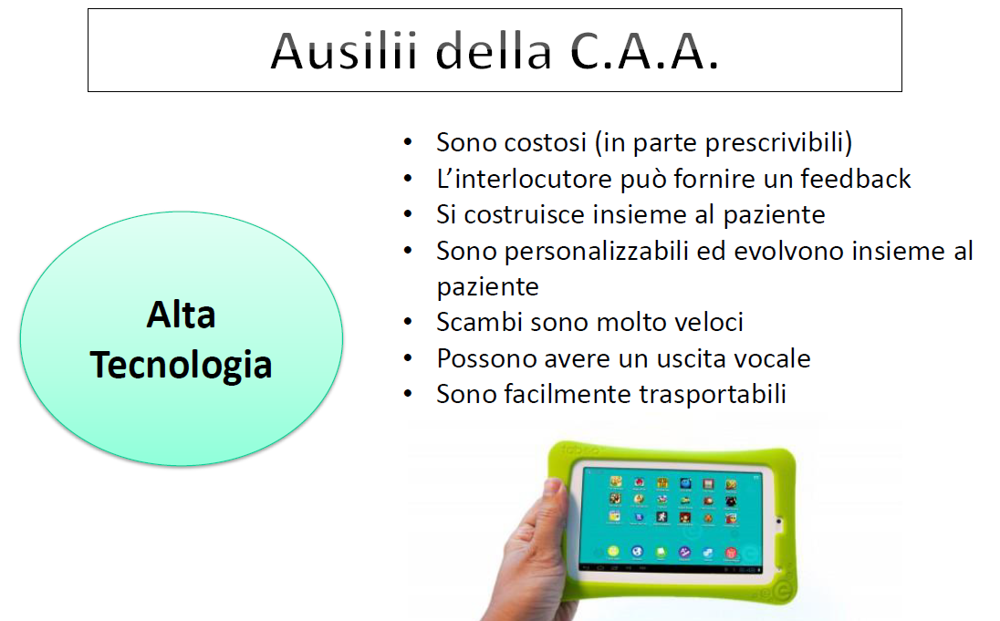 Ausilii della C.A.A.
• Sono costosi (in parte prescrivibili)
• L’interlocutore può fornire un feedback
• Si costruisce insieme al paziente
• Sono personalizzabili ed evolvono insieme al
paziente
• Scambi sono molto veloci
• Possono avere un uscita vocale
• Sono facilmente trasportabili
Alta
Tecnologia